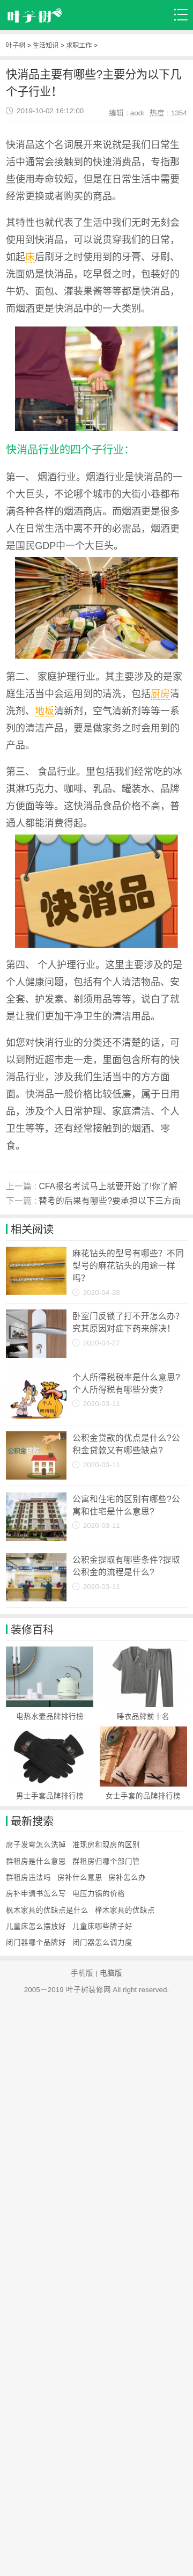 叶子树
叶子树 > 生活知识 > 求职工作 >
快消品主要有哪些?主要分为以下几
个子行业！
2019-10-02 16:12:00
编辑 : aodi 热度 : 1354
快消品这个名词展开来说就是我们日常生
活中通常会接触到的快速消费品，专指那
些使用寿命较短，但是在日常生活中需要
经常更换或者购买的商品。
其特性也就代表了生活中我们无时无刻会
使用快消品，可以说贯穿我们的日常，
如起床后刷牙之时使用到的牙膏、牙刷、
洗面奶是快消品，吃早餐之时，包装好的
牛奶、面包、灌装果酱等等都是快消品，
而烟酒更是快消品中的一大类别。
快消品行业的四个子行业：
第一、 烟酒行业。烟酒行业是快消品的一
个大巨头，不论哪个城市的大街小巷都布
满各种各样的烟酒商店。而烟酒更是很多
人在日常生活中离不开的必需品，烟酒更
是国民GDP中一个大巨头。
第二、 家庭护理行业。其主要涉及的是家
庭生活当中会运用到的清洗，包括厨房清
洗剂、地板清新剂，空气清新剂等等一系
列的清洁产品，要是做家务之时会用到的
产品。
第三、 食品行业。里包括我们经常吃的冰
淇淋巧克力、咖啡、乳品、罐装水、品牌
方便面等等。这快消品食品价格不高，普
通人都能消费得起。
快消品
第四、 个人护理行业。这里主要涉及的是
个人健康问题，包括有个人清洁物品、安
全套、护发素、剃须用品等等，说白了就
是让我们更加干净卫生的清洁用品。
如您对快消行业的分类还不清楚的话，可
以到附近超市走一走，里面包含所有的快
消品行业，涉及我们生活当中的方方面
面。快消品一般价格比较低廉，属于日用
品，涉及个人日常护理、家庭清洁、个人
卫生等等，还有经常接触到的烟酒、零
食。
上一篇 : CFA报名考试马上就要开始了!你了解
下一篇 : 替考的后果有哪些?要承担以下三方面
相关阅读
麻花钻头的型号有哪些？不同
型号的麻花钻头的用途一样
吗？
2020-04-28
卧室门反锁了打不开怎么办？
究其原因对症下药来解决！
2020-04-27
个人所得税税率是什么意思?
个人所得税有哪些分类?
2020-03-11
公积金贷款的优点是什么?公
积金贷款又有哪些缺点?
2020-03-11
公寓和住宅的区别有哪些?公
寓和住宅是什么意思?
2020-03-11
公积金提取有哪些条件?提取
公积金的流程是什么?
2020-03-11
装修百科
电热水壶品牌排行榜
睡衣品牌前十名
男士手套品牌排行榜
女士手套的品牌排行榜
最新搜索
席子发霉怎么洗掉 准现房和现房的区别
群租房是什么意思 群租房归哪个部门管
群租房违法吗 房补什么意思 房补怎么办
房补申请书怎么写 电压力锅的价格
枫木家具的优缺点是什么 榉木家具的优缺点
儿童床怎么摆放好 儿童床哪些牌子好
闭门器哪个品牌好 闭门器怎么调力度
手机版 | 电脑版
2005－2019 叶子树装修网 All right reserved.